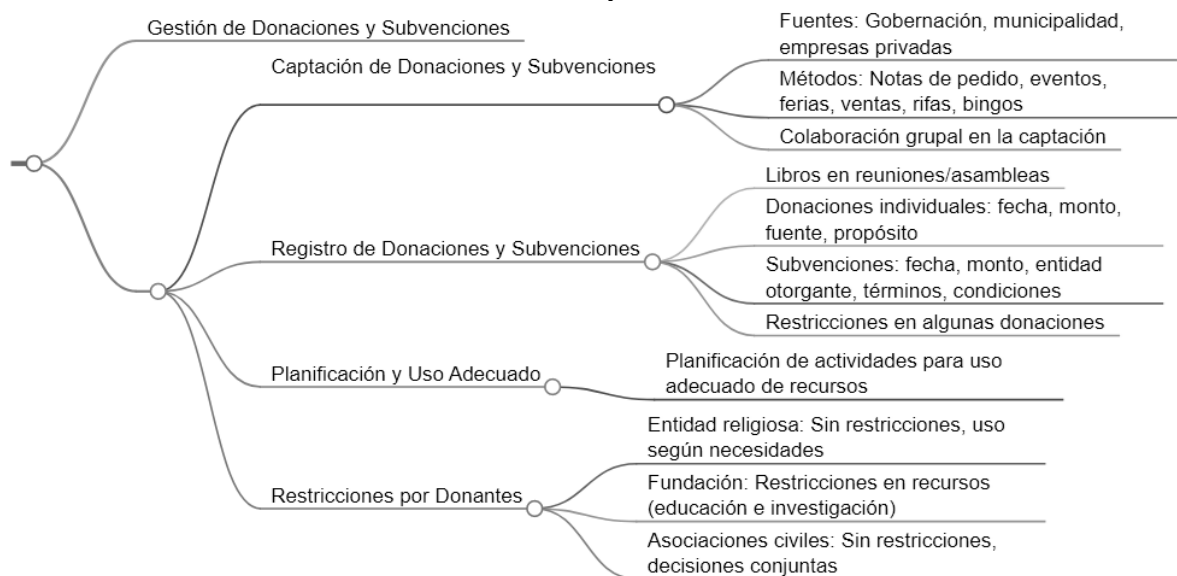 Gestión de Donaciones y Subvenciones
Captación de Donaciones y Subvenciones
Fuentes: Gobernación, municipalidad,
empresas privadas
Métodos: Notas de pedido, eventos,
ferias, ventas, rifas, bingos
Colaboración grupal en la captación
Registro de Donaciones y Subvenciones
Libros en reuniones/asambleas
Donaciones individuales: fecha, monto,
fuente, propósito
Subvenciones: fecha, monto, entidad
otorgante, términos, condiciones
Restricciones en algunas donaciones
Planificación y Uso Adecuado
Planificación de actividades para uso
adecuado de recursos
Restricciones por Donantes
Entidad religiosa: Sin restricciones, uso
según necesidades
Fundación: Restricciones en recursos
(educación e investigación)
Asociaciones civiles: Sin restricciones,
decisiones conjuntas